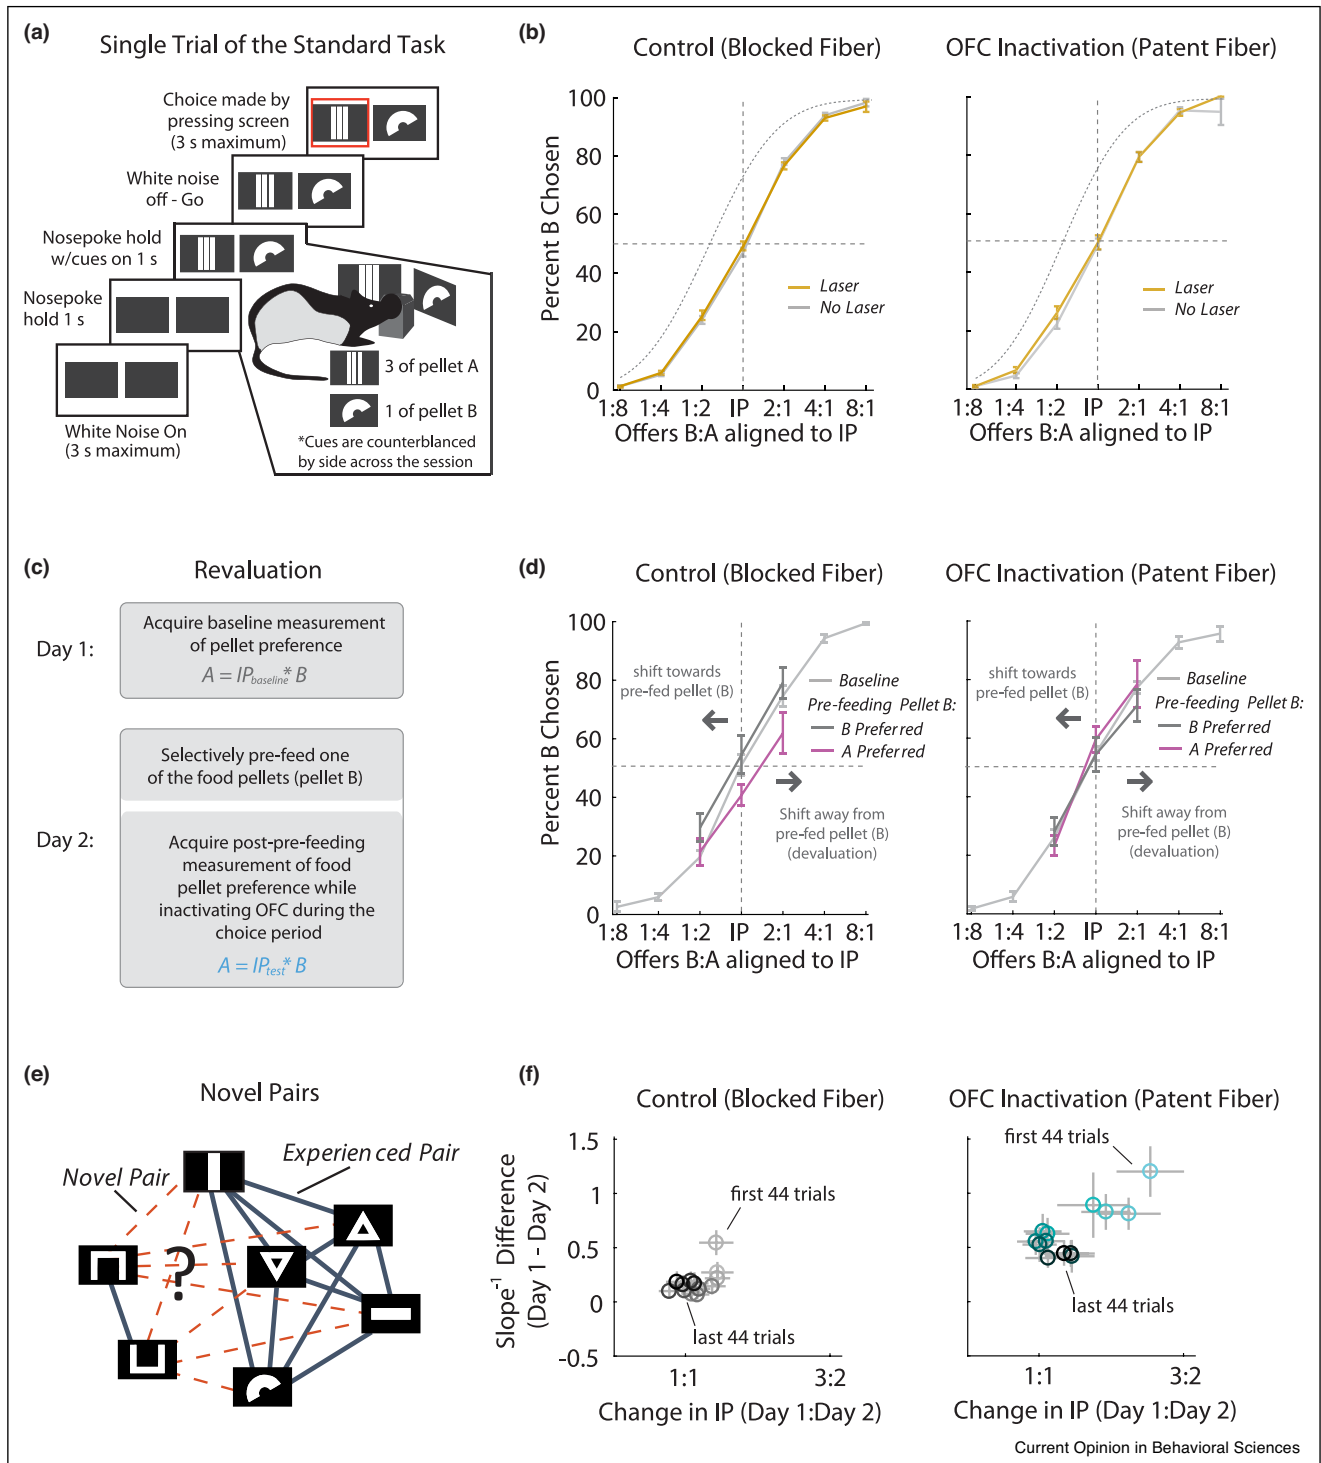 (a)
Single Trial of the Standard Task
Choice made by
pressing screen
(3 s maximum)
White noise
off - Go
Nosepoke hold
w/cues on 1 s
Nosepoke
hold 1 s
3 of pellet A
1 of pellet B
White Noise On
(3 s maximum)
*Cues are counterblanced
by side across the session
(b)
Control (Blocked Fiber)
OFC Inactivation (Patent Fiber)
Percent B Chosen
100
80
60
40
20
0
Laser
No Laser
1:8 1:4 1:2 IP 2:1 4:1 8:1
Offers B:A aligned to IP
100
80
60
40
20
0
Laser
No Laser
1:8 1:4 1:2 IP 2:1 4:1 8:1
Offers B:A aligned to IP
(c)
Revaluation
Day 1:
Acquire baseline measurement
of pellet preference
A = IPbaseline* B
Selectively pre-feed one
of the food pellets (pellet B)
Day 2:
Acquire post-pre-feeding
measurement of food
pellet preference while
inactivating OFC during the
choice period
A = IPtest* B
(d)
Control (Blocked Fiber)
OFC Inactivation (Patent Fiber)
Percent B Chosen
100
80
60
40
20
0
shift towards
pre-fed pellet (B)
Baseline
Pre-feeding Pellet B:
B Preferred
A Preferred
Shift away from
pre-fed pellet (B)
(devaluation)
1:8 1:4 1:2 IP 2:1 4:1 8:1
Offers B:A aligned to IP
100
80
60
40
20
0
shift towards
pre-fed pellet (B)
Baseline
Pre-feeding Pellet B:
B Preferred
A Preferred
Shift away from
pre-fed pellet (B)
(devaluation)
1:8 1:4 1:2 IP 2:1 4:1 8:1
Offers B:A aligned to IP
(e)
Novel Pairs
Novel Pair
Experienced Pair
?
(f)
Control (Blocked Fiber)
OFC Inactivation (Patent Fiber)
Slope-1 Difference
(Day 1 - Day 2)
1.5
1
0.5
0
-0.5
first 44 trials
last 44 trials
1:1 3:2
Change in IP (Day 1:Day 2)
first 44 trials
last 44 trials
1:1 3:2
Change in IP (Day 1:Day 2)
Current Opinion in Behavioral Sciences